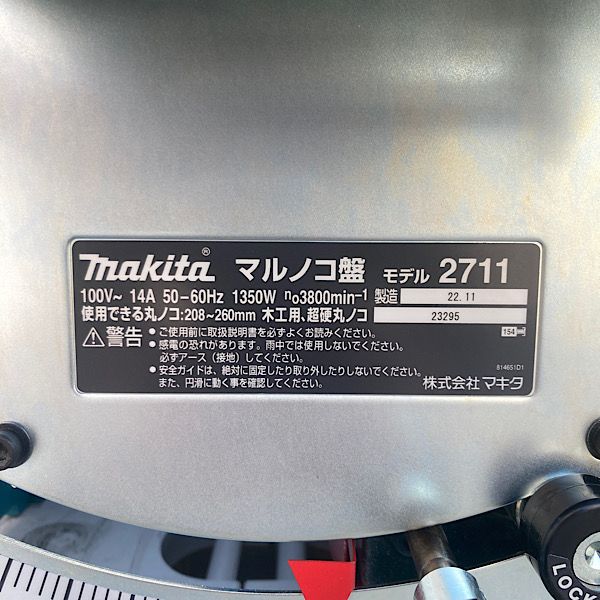 makita® マルノコ盤 モデル 2711
100V~ 14A 50-60Hz 1350W n₀3800min⁻¹ 製造 22.11
使用できる丸ノコ:208~260mm 木工用、超硬丸ノコ 23295
⚠警告 ●ご使用前に取扱説明書を必ずよくお読みください。
●感電の恐れがあります。雨中では使用しないでください。 154
必ずアース(接地)してください。
●安全ガイドは、絶対に固定したり取り外したりしないでください。 814651D1
また、円滑に動く事を確認してください。 株式会社マキタ
LOCK